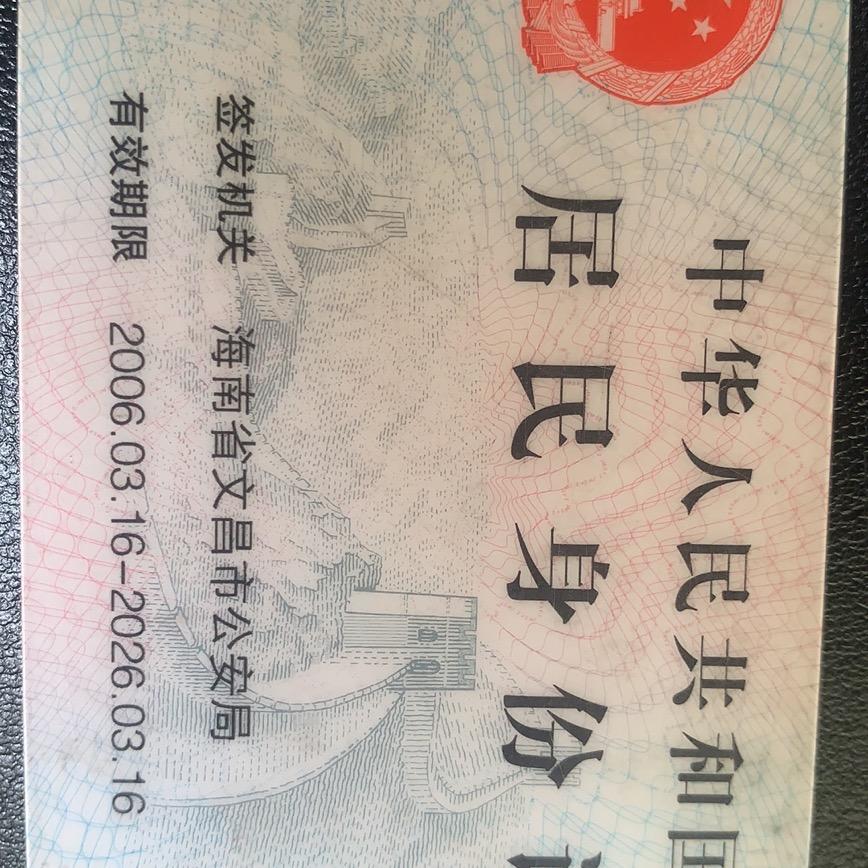 中华人民共和国
居民身份证
签发机关 海南省文昌市公安局
有效期限 2006.03.16-2026.03.16